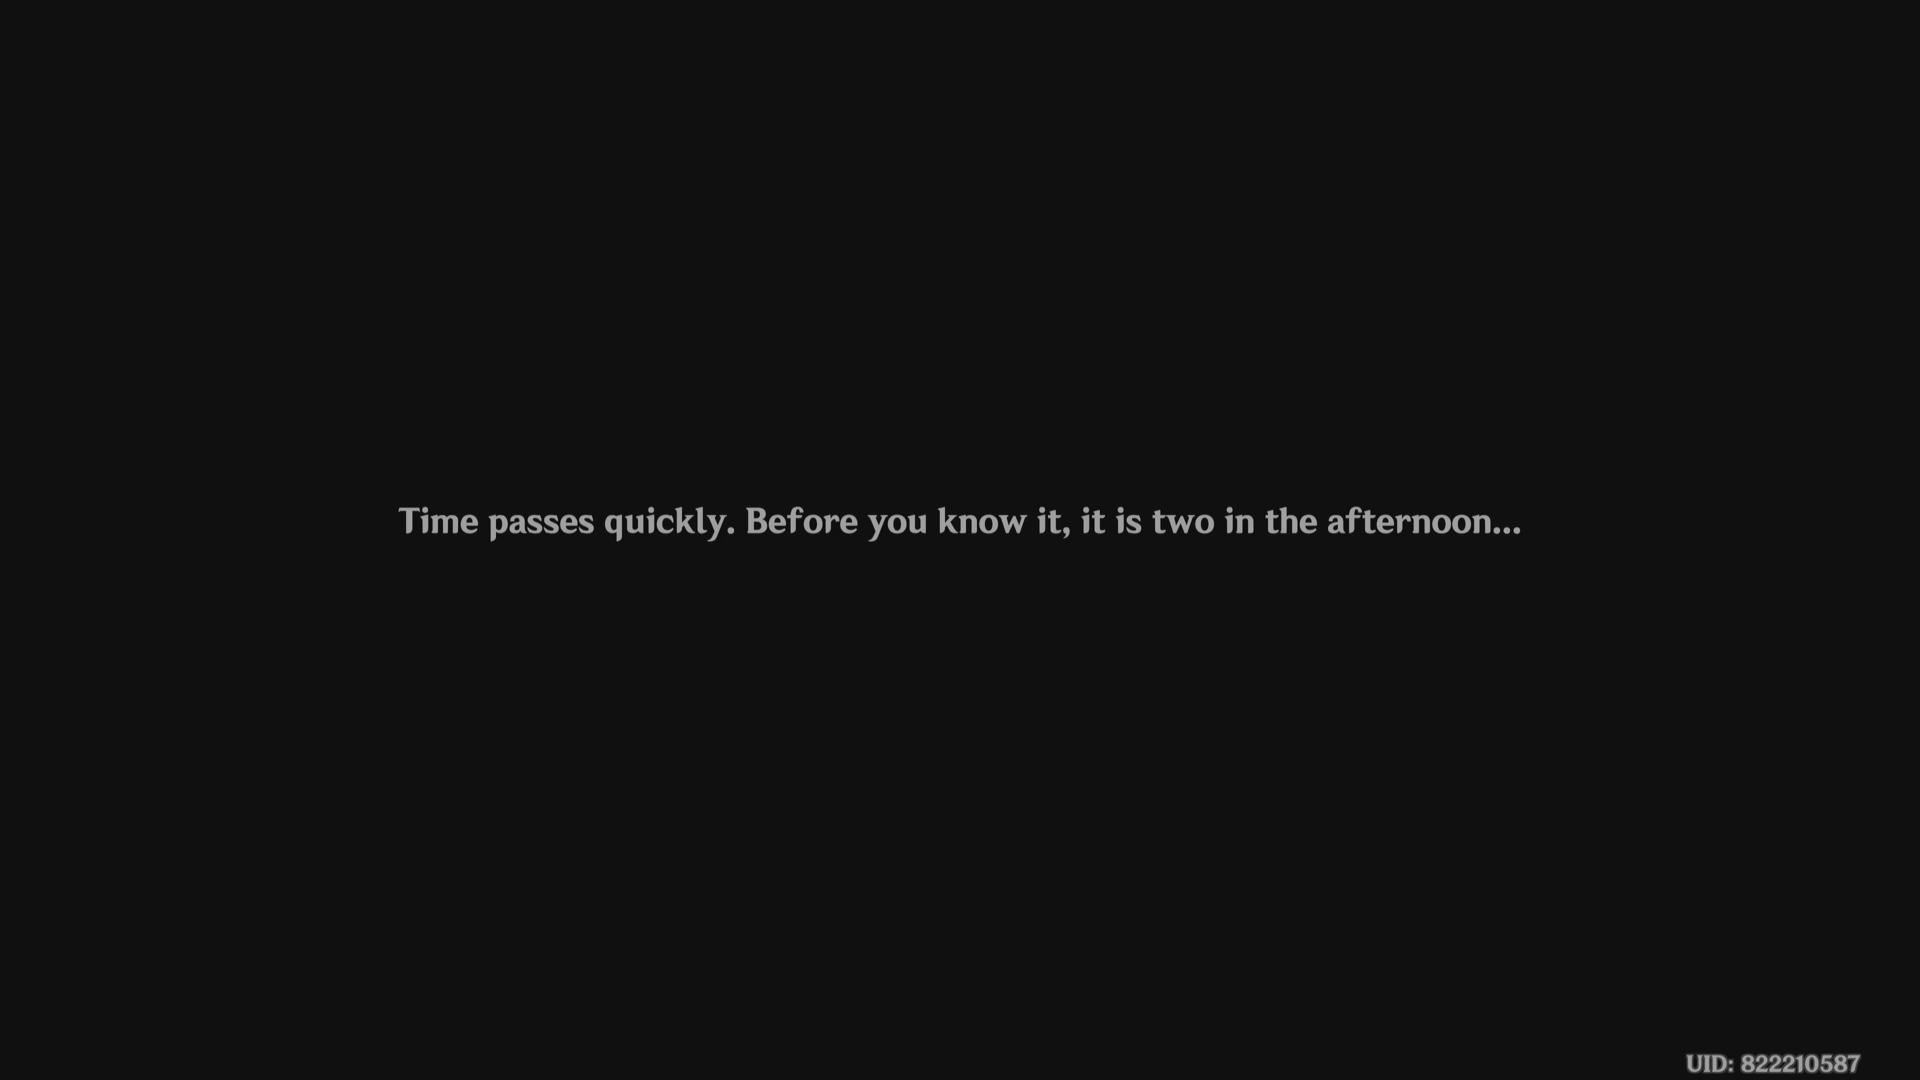 Time passes quickly. Before you know it, it is two in the afternoon...
UID: 822210587